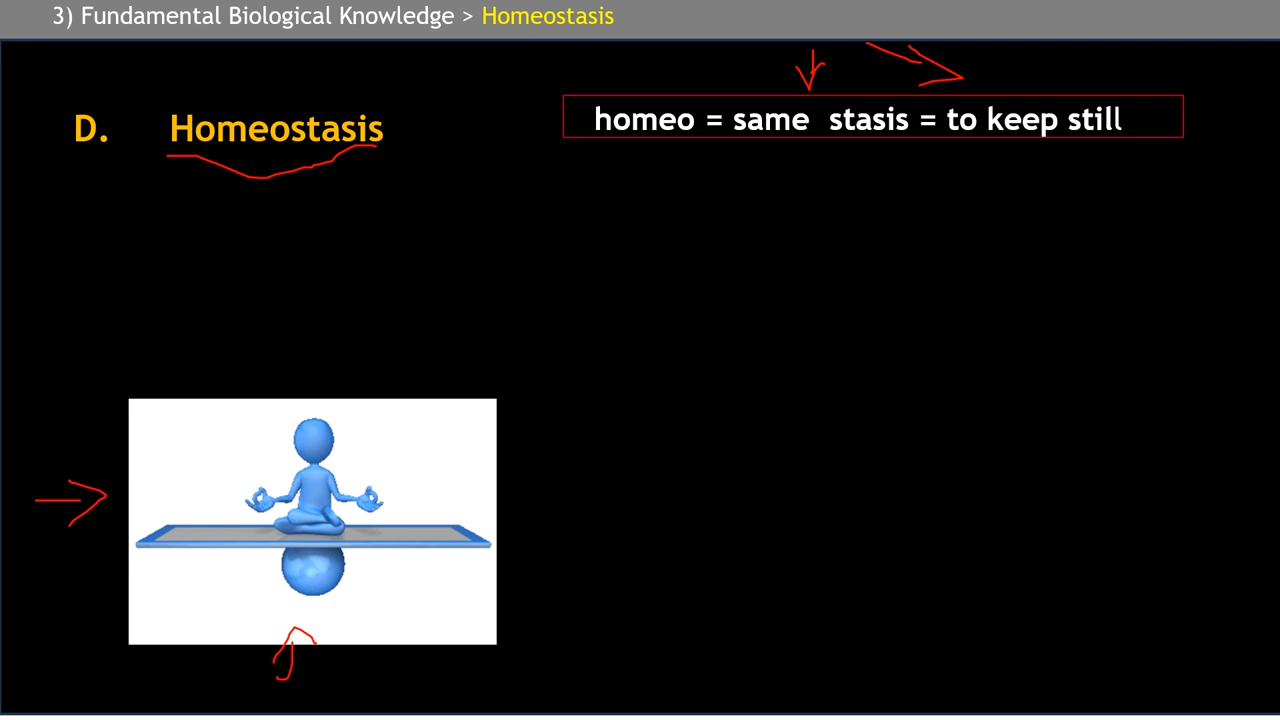 3) Fundamental Biological Knowledge > Homeostasis
D. Homeostasis
homeo = same stasis = to keep still